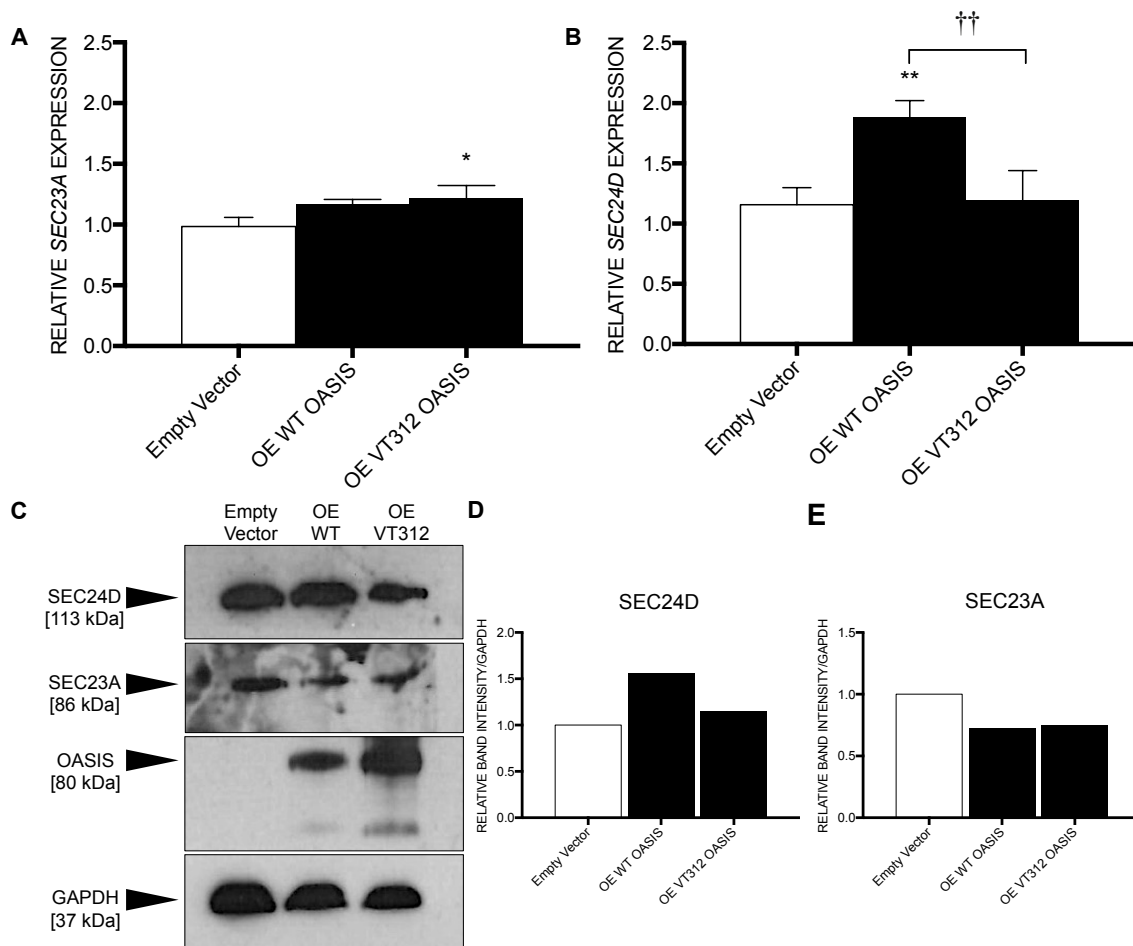 A
RELATIVE SEC23A EXPRESSION
2.5
2.0
1.5
1.0
0.5
0.0
*
Empty Vector
OE WT OASIS
OE VT312 OASIS
B
RELATIVE SEC24D EXPRESSION
2.5
2.0
1.5
1.0
0.5
0.0
††
**
Empty Vector
OE WT OASIS
OE VT312 OASIS
C
Empty
Vector
OE
WT
OE
VT312
SEC24D
[113 kDa]
SEC23A
[86 kDa]
OASIS
[80 kDa]
GAPDH
[37 kDa]
D
SEC24D
RELATIVE BAND INTENSITY/GAPDH
2.0
1.5
1.0
0.5
0.0
Empty Vector
OE WT OASIS
OE VT312 OASIS
E
SEC23A
RELATIVE BAND INTENSITY/GAPDH
1.5
1.0
0.5
0.0
Empty Vector
OE WT OASIS
OE VT312 OASIS